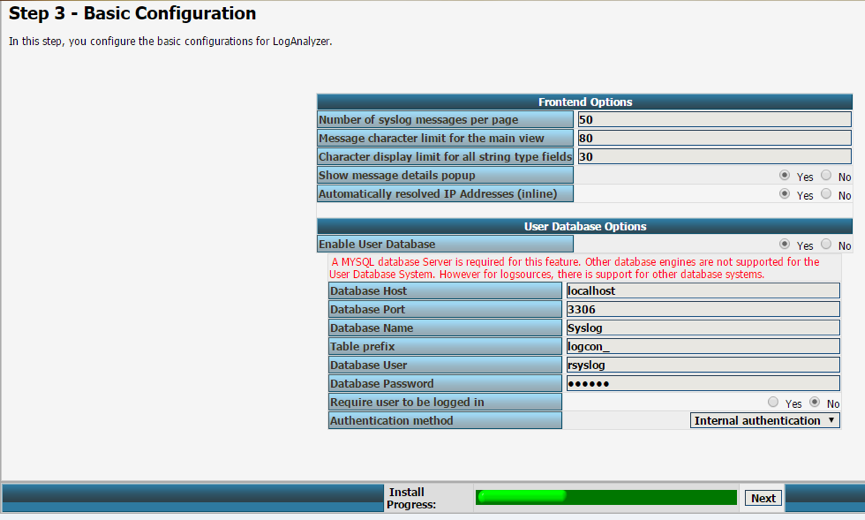 Step 3 - Basic Configuration
In this step, you configure the basic configurations for LogAnalyzer.
Frontend Options
Number of syslog messages per page 50
Message character limit for the main view 80
Character display limit for all string type fields 30
Show message details popup Yes No
Automatically resolved IP Addresses (inline) Yes No
User Database Options
Enable User Database Yes No
A MYSQL database Server is required for this feature. Other database engines are not supported for the
User Database System. However for logsources, there is support for other database systems.
Database Host localhost
Database Port 3306
Database Name Syslog
Table prefix logcon_
Database User rsyslog
Database Password ●●●●●●
Require user to be logged in Yes No
Authentication method Internal authentication
Install
Progress:
Next